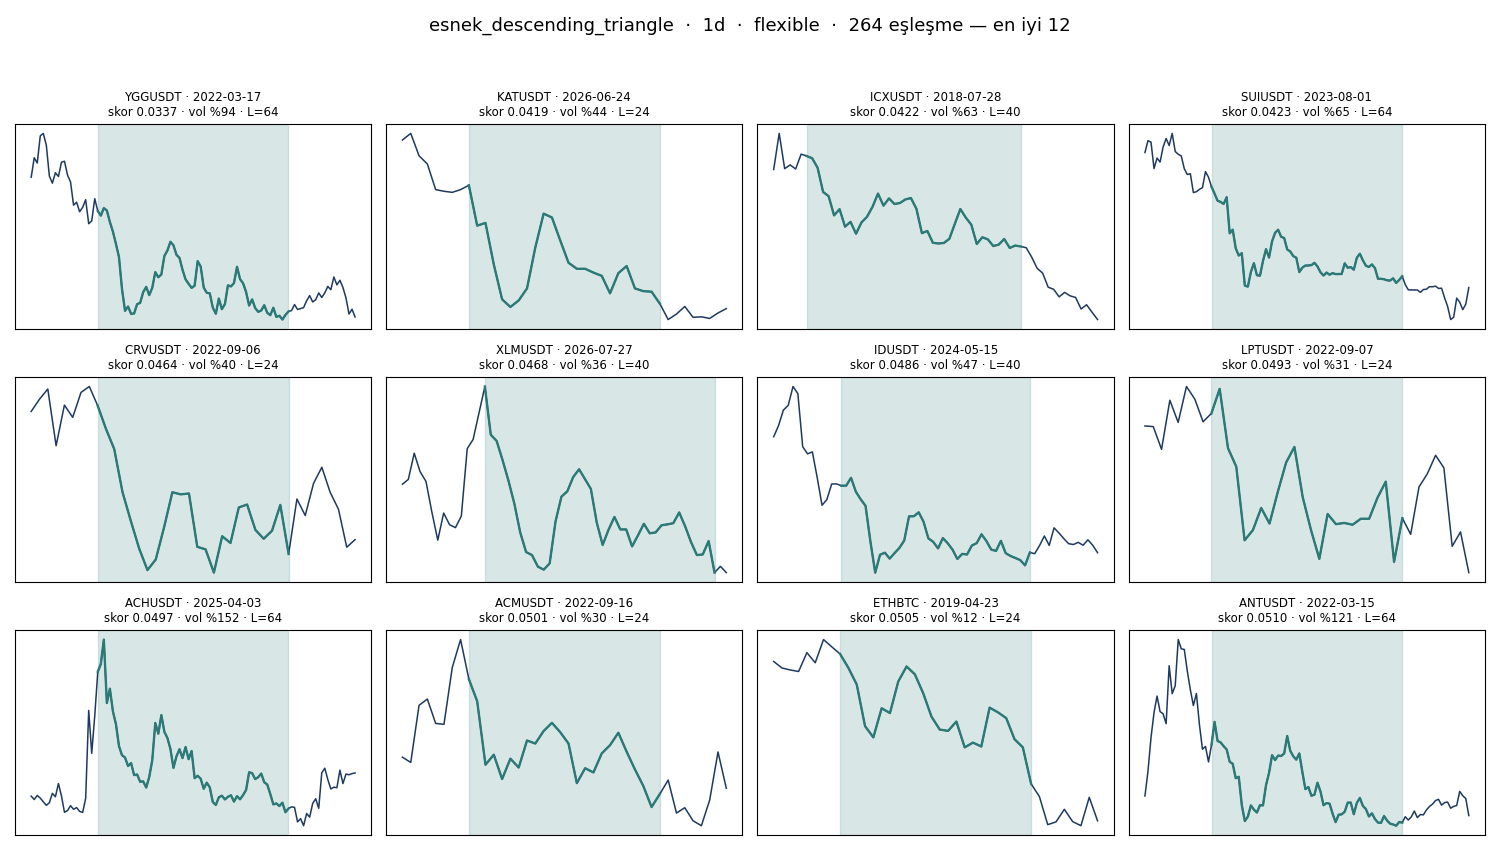 esnek_descending_triangle · 1d · flexible · 264 eşleşme — en iyi 12
YGGUSDT · 2022-03-17
skor 0.0337 · vol %94 · L=64
KATUSDT · 2026-06-24
skor 0.0419 · vol %44 · L=24
ICXUSDT · 2018-07-28
skor 0.0422 · vol %63 · L=40
SUIUSDT · 2023-08-01
skor 0.0423 · vol %65 · L=64
CRVUSDT · 2022-09-06
skor 0.0464 · vol %40 · L=24
XLMUSDT · 2026-07-27
skor 0.0468 · vol %36 · L=40
IDUSDT · 2024-05-15
skor 0.0486 · vol %47 · L=40
LPTUSDT · 2022-09-07
skor 0.0493 · vol %31 · L=24
ACHUSDT · 2025-04-03
skor 0.0497 · vol %152 · L=64
ACMUSDT · 2022-09-16
skor 0.0501 · vol %30 · L=24
ETHBTC · 2019-04-23
skor 0.0505 · vol %12 · L=24
ANTUSDT · 2022-03-15
skor 0.0510 · vol %121 · L=64